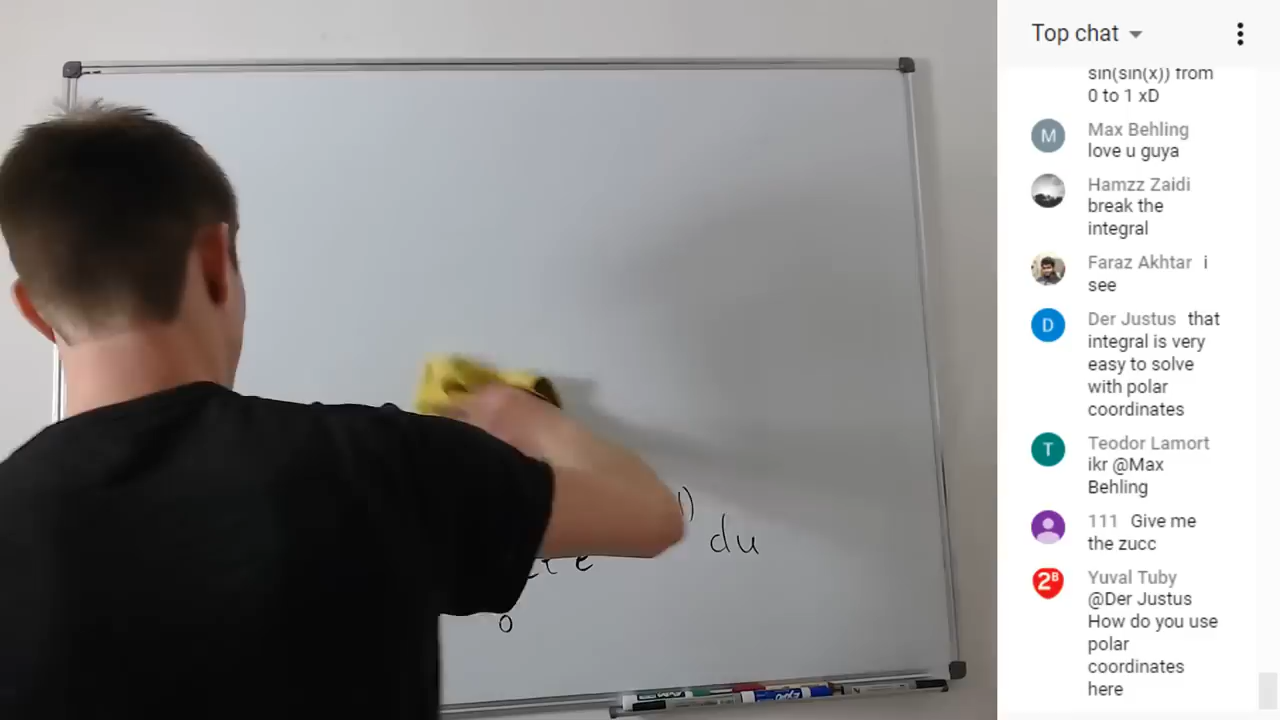 Top chat
sin(sin(x)) from
0 to 1 xD
M
Max Behling
love u guya
Hamzz Zaidi
break the
integral
Faraz Akhtar i
see
D
Der Justus that
integral is very
easy to solve
with polar
coordinates
T
Teodor Lamort
ikr @Max
Behling
111 Give me
the zucc
2B
Yuval Tuby
@Der Justus
How do you use
polar
coordinates
here
)
e du
0
EXPO